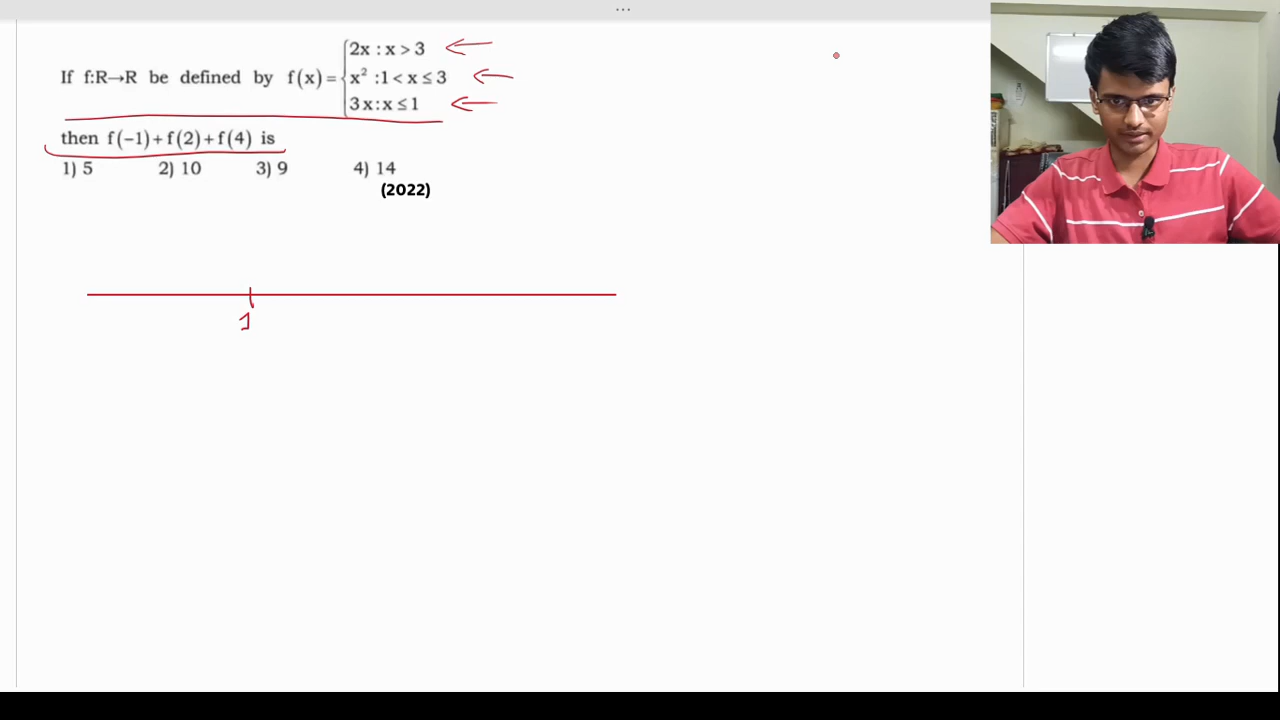 2x : x > 3
If f:R→R be defined by f(x) = { x² : 1 < x ≤ 3
3x : x ≤ 1
then f(−1) + f(2) + f(4) is
1) 5 2) 10 3) 9 4) 14
(2022)
1